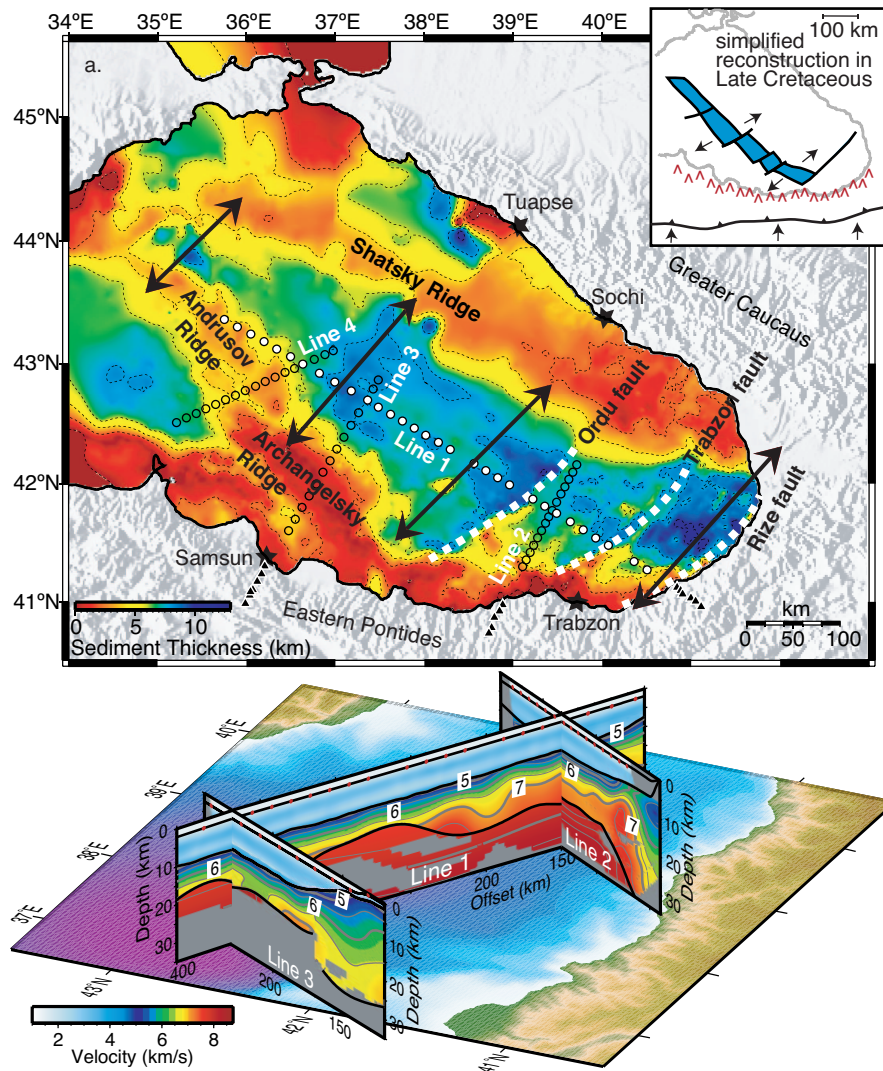 34°E 35° 36° 37°E 38° 39° 40°E
a.
45°N
44°N
43°N
42°N
41°N
100 km
simplified
reconstruction in
Late Cretaceous
Tuapse
Sochi
Greater Caucaus
Shatsky Ridge
Andrusov
Ridge
Line 4
Line 3
Line 1
Ordu fault
Trabzon fault
Rize fault
Archangelsky
Ridge
Line 2
Samsun
Eastern Pontides
Trabzon
km
0 50 100
0 5 10
Sediment Thickness (km)
40°E
39°E
38°E
37°E
43°N
42°N
41°N
0
10
20
30
Depth (km)
6
5
6
5
7
6
5
7
6
5
Line 1
Line 2
Line 3
400
200
150
200
150
Offset (km)
0
10
20
30
Depth (km)
0
10
20
30
Depth (km)
2 4 6 8
Velocity (km/s)